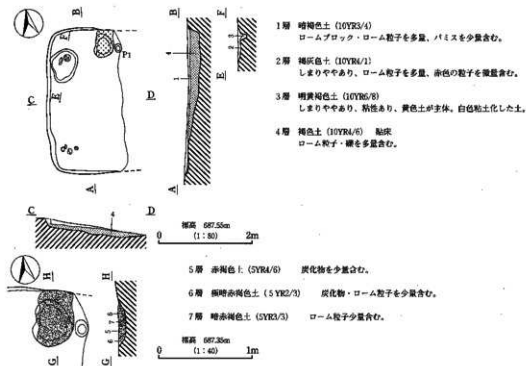 B
B
F
F
P1
E
E
C
D
A
A
4
1
1層 暗褐色土 (10YR3/4)
ロームブロック・ローム粒子を多量、パミスを少量含む。
2層 褐灰色土 (10YR4/1)
しまりややあり、ローム粒子を多量、赤色の粒子を微量含む。
3層 明黄褐色土 (10YR6/8)
しまりややあり、粘性あり、黄色土が主体。白色粘土化した土。
4層 褐色土 (10YR4/6) 貼床
ローム粒子・礫を多量含む。
C
4
D
標高 687.55m
0 (1:80) 2m
5層 赤褐色土 (5YR4/6) 炭化物を少量含む。
6層 極暗赤褐色土 (5YR2/3) 炭化物・ローム粒子を少量含む。
7層 暗赤褐色土 (5YR3/3) ローム粒子少量含む。
H
H
G
G
標高 687.35m
0 (1:40) 1m